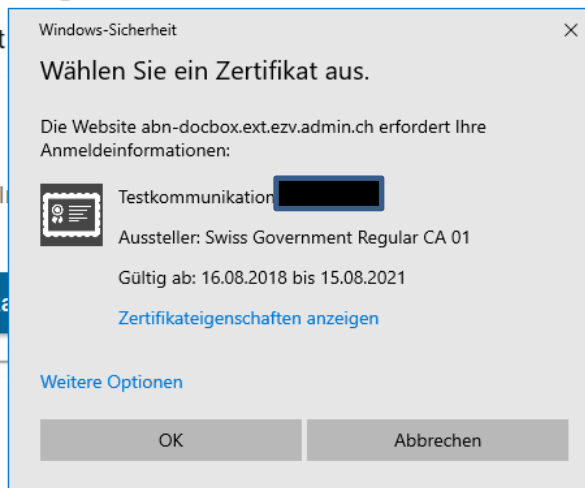 Windows-Sicherheit
Wählen Sie ein Zertifikat aus.
Die Website abn-docbox.ext.ezv.admin.ch erfordert Ihre
Anmeldeinformationen:
Testkommunikation
Aussteller: Swiss Government Regular CA 01
Gültig ab: 16.08.2018 bis 15.08.2021
Zertifikateigenschaften anzeigen
Weitere Optionen
OK
Abbrechen